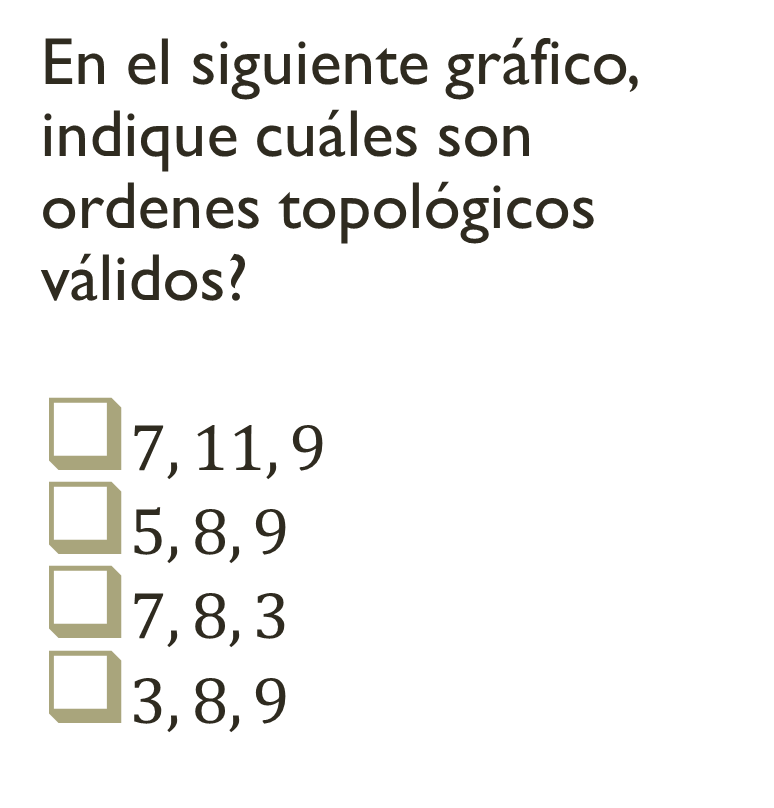 En el siguiente gráfico,
indique cuáles son
ordenes topológicos
válidos?
7, 11, 9
5, 8, 9
7, 8, 3
3, 8, 9